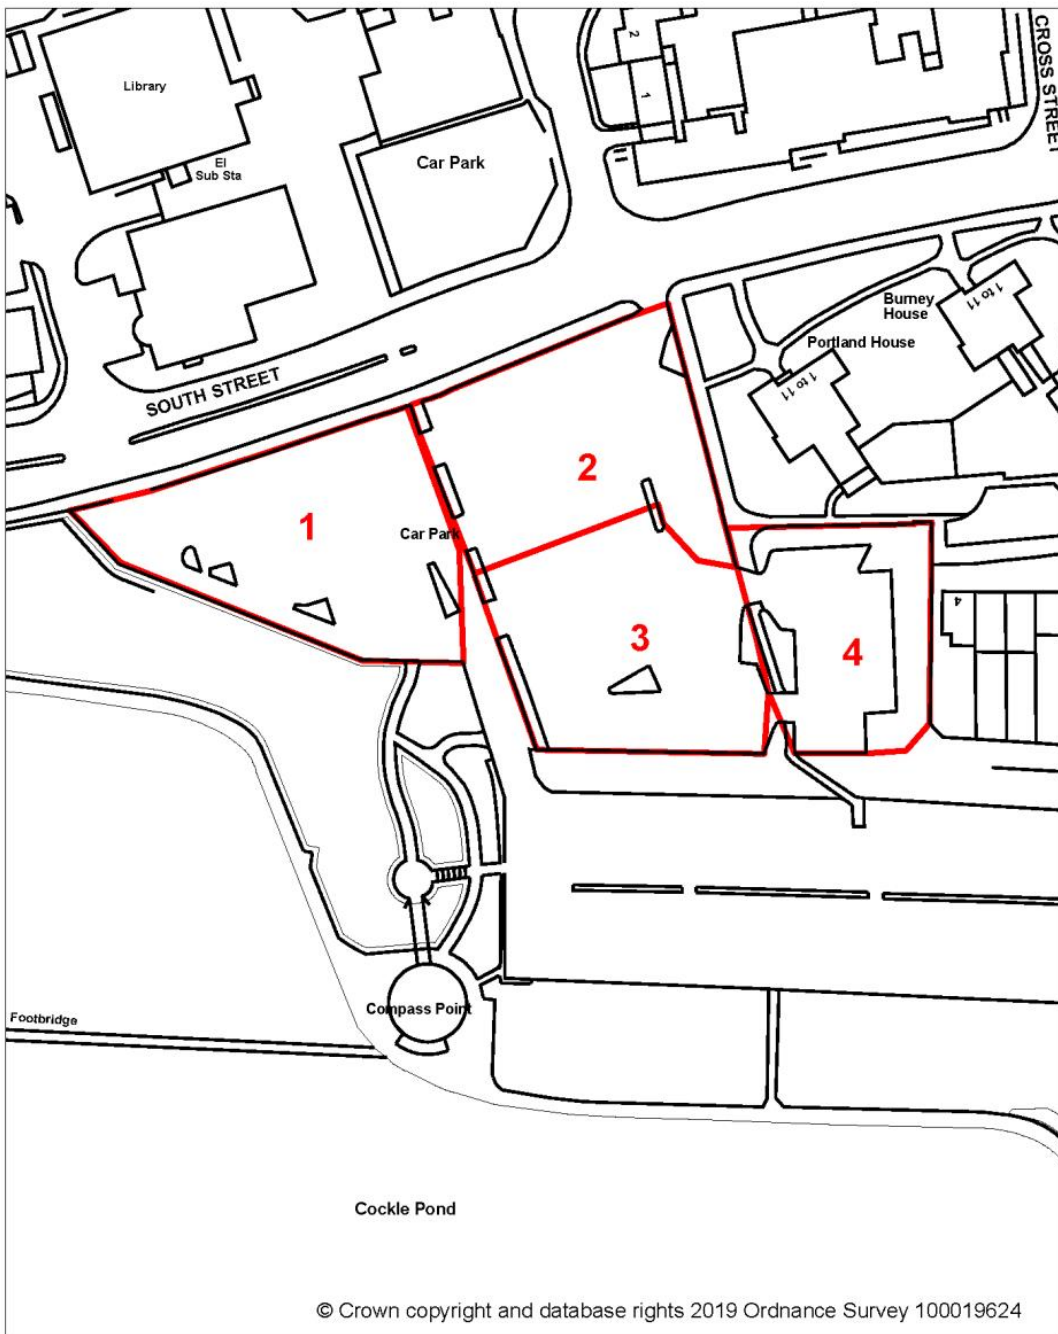 CROSS STREET
2
1
Library
El
Sub Sta
Car Park
Burney
House
1 to 11
Portland House
1 to 11
SOUTH STREET
2
1
Car Park
4
3
4
Compass Point
Footbridge
Cockle Pond
© Crown copyright and database rights 2019 Ordnance Survey 100019624